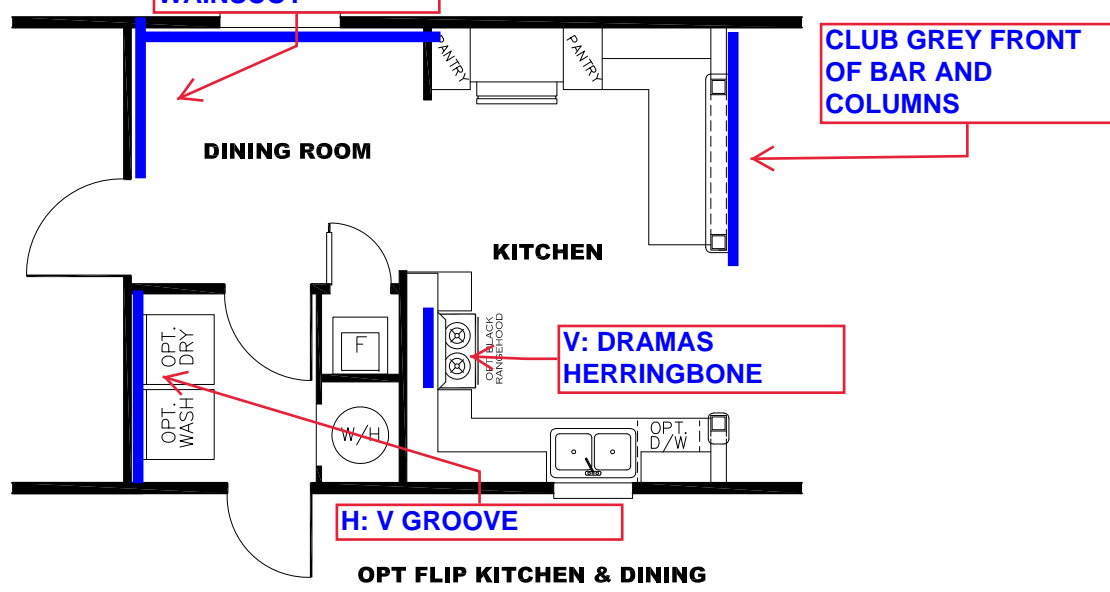 WAINSCOT
CLUB GREY FRONT
OF BAR AND
COLUMNS
PANTRY
PANTRY
DINING ROOM
KITCHEN
OPT.
DRY
F
OPT BLACK
RANGEHOOD
V: DRAMAS
HERRINGBONE
OPT.
WASH
W/H
OPT.
D/W
H: V GROOVE
OPT FLIP KITCHEN & DINING